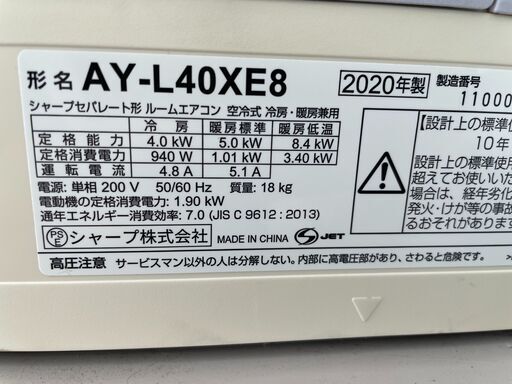 形名 AY-L40XE8 2020年製 製造番号
11000
シャープセパレート形 ルームエアコン 空冷式 冷房・暖房兼用
冷房 暖房標準 暖房低温
定格能力 4.0 kW 5.0 kW 8.4 kW
定格消費電力 940 W 1.01 kW 3.40 kW
運転電流 4.8 A 5.1 A
電源: 単相 200 V 50/60 Hz 質量: 18 kg
電動機の定格消費電力: 1.90 kW
通年エネルギー消費効率: 7.0 (JIS C 9612 : 2013)
PS E シャープ株式会社 MADE IN CHINA S JET
高圧注意 サービスマン以外の人は分解しない。内部に高電圧部があり、さわると危険です。
【設計上の標準使
10年
設計上の標準使用
超えてお使いいただ
場合は、経年劣化
発火・けが等の事故
るおそれがあります